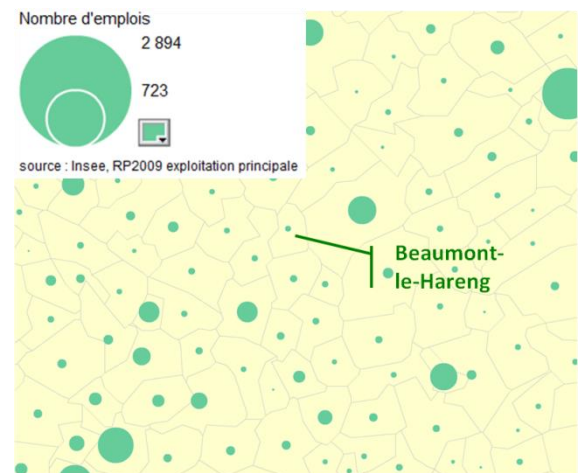 Nombre d'emplois
2 894
723
source : Insee, RP2009 exploitation principale
Beaumont-
le-Hareng